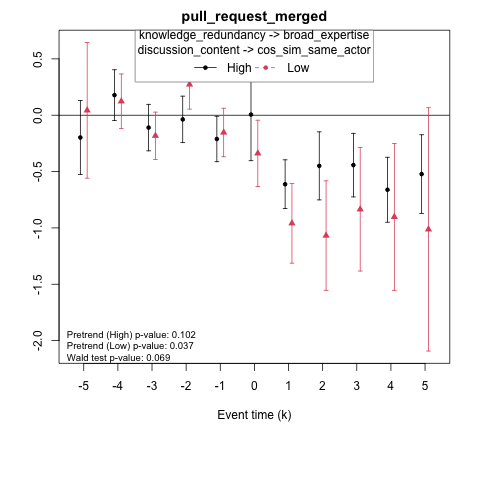 pull_request_merged
knowledge_redundancy -> broad_expertise
discussion_content -> cos_sim_same_actor
High Low
0.5
0.0
-0.5
-1.0
-1.5
-2.0
Pretrend (High) p-value: 0.102
Pretrend (Low) p-value: 0.037
Wald test p-value: 0.069
-5 -4 -3 -2 -1 0 1 2 3 4 5
Event time (k)